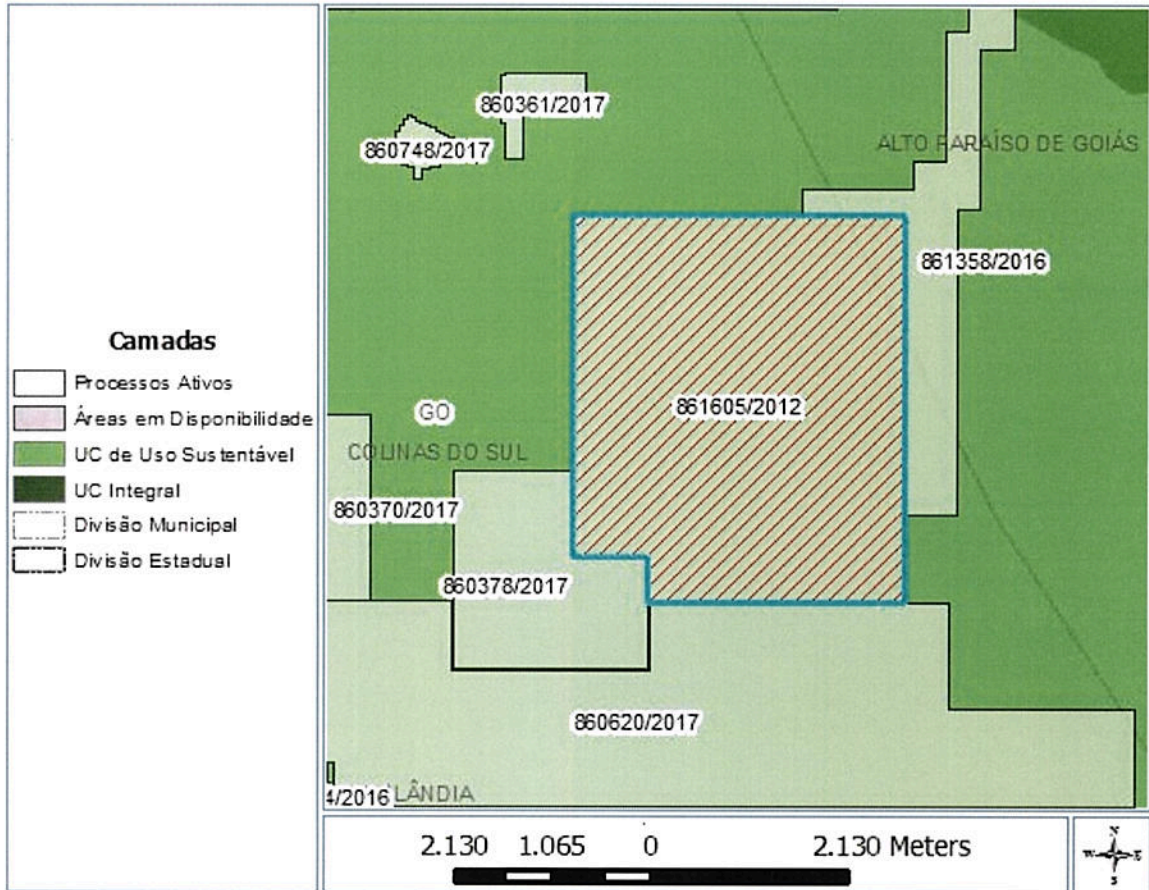 Camadas
Processos Ativos
Áreas em Disponibilidade
UC de Uso Sustentável
UC Integral
Divisão Municipal
Divisão Estadual
860361/2017
860748/2017
ALTO PARAÍSO DE GOIÁS
861358/2016
861605/2012
GO
COLINAS DO SUL
860370/2017
860378/2017
860620/2017
4/2016
LÂNDIA
2.130 1.065 0 2.130 Meters
N
W E
S